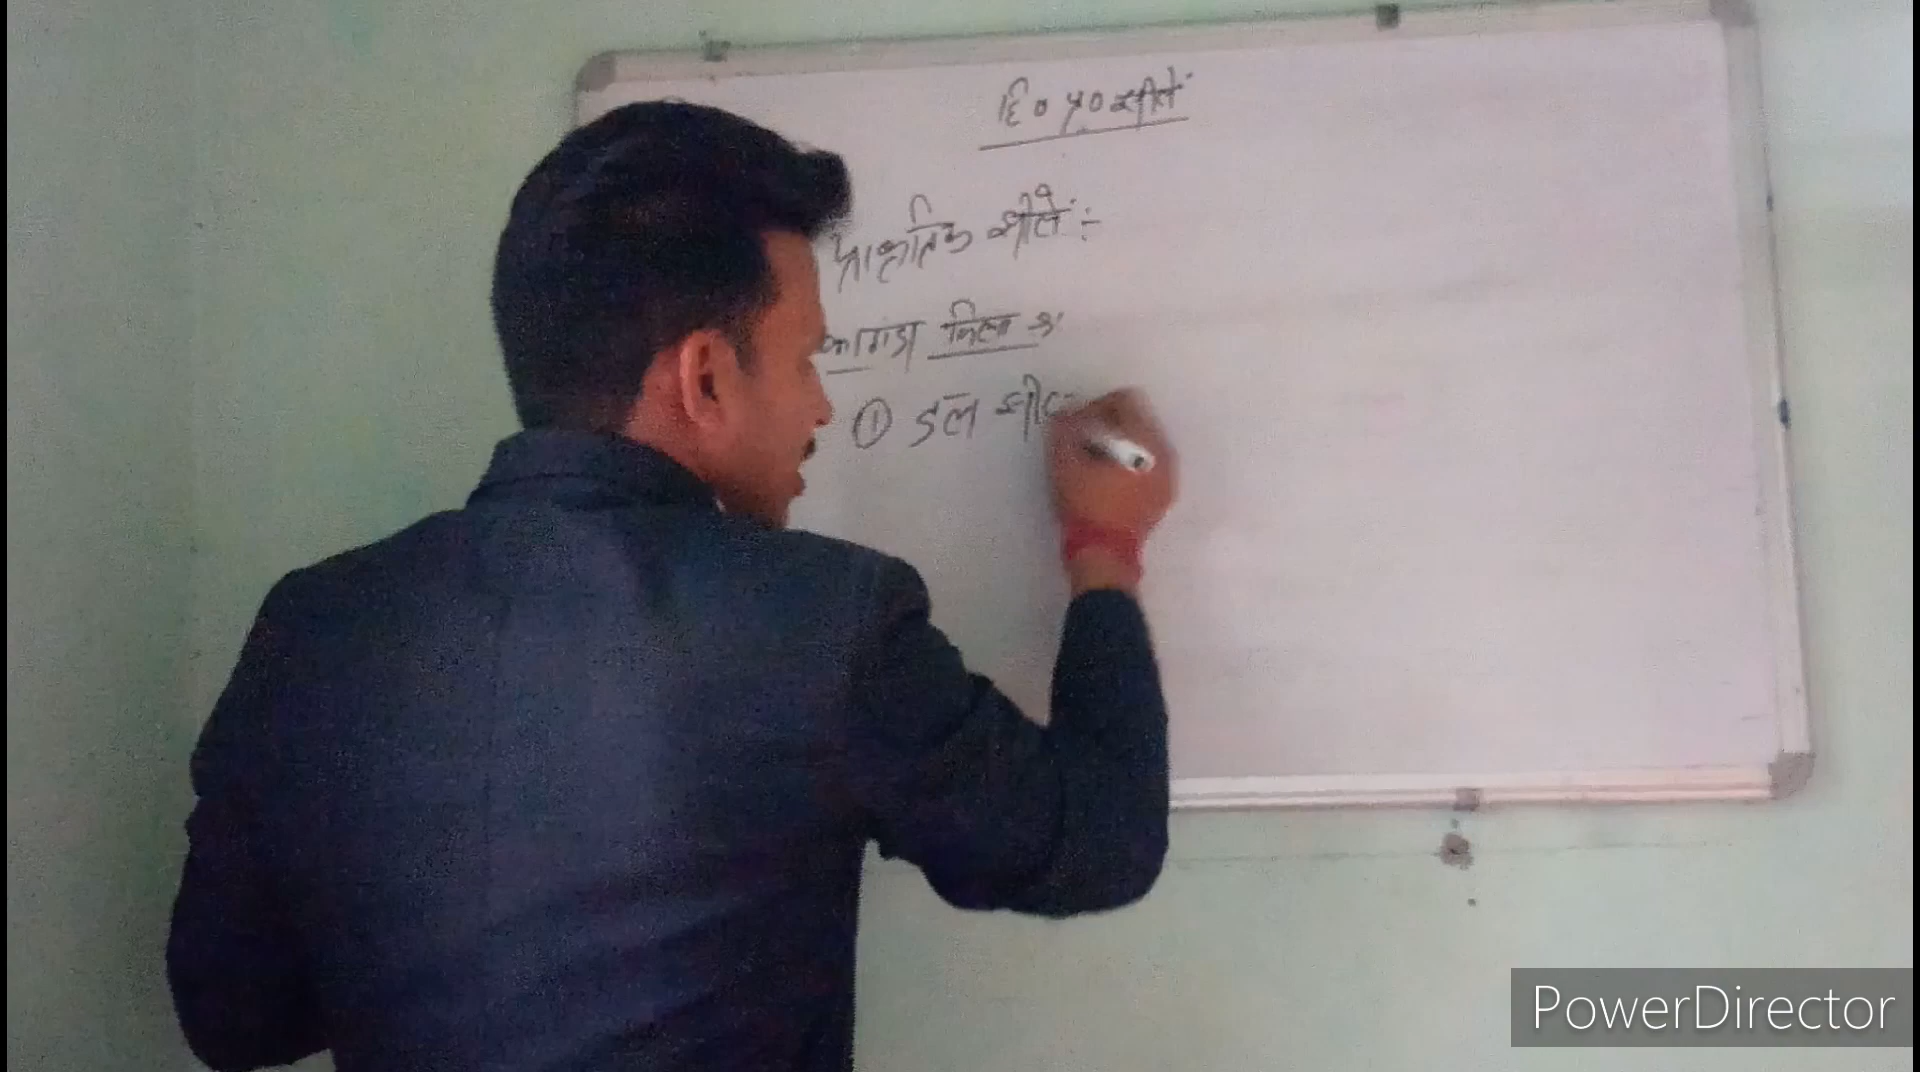 हि० प्र० झीलें
प्राकृतिक झीलें :-
कागडा जिला की
① डल झील
PowerDirector